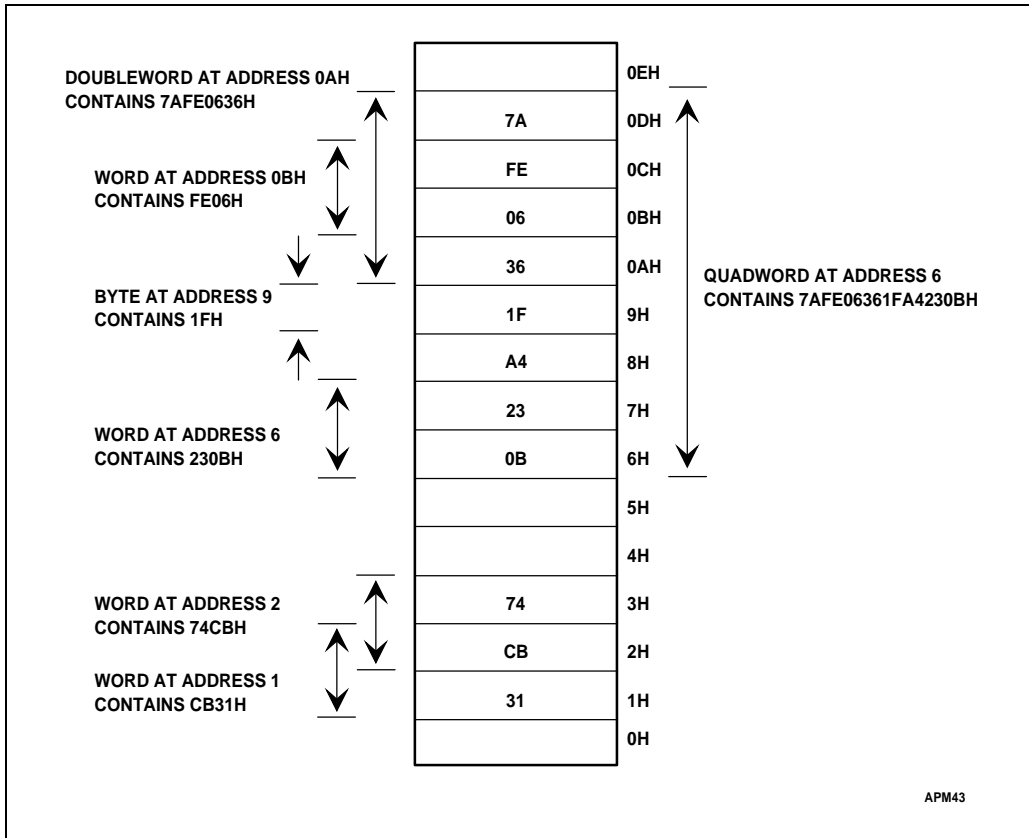 DOUBLEWORD AT ADDRESS 0AH
CONTAINS 7AFE0636H
WORD AT ADDRESS 0BH
CONTAINS FE06H
BYTE AT ADDRESS 9
CONTAINS 1FH
WORD AT ADDRESS 6
CONTAINS 230BH
WORD AT ADDRESS 2
CONTAINS 74CBH
WORD AT ADDRESS 1
CONTAINS CB31H
0EH
7A 0DH
FE 0CH
06 0BH
36 0AH
1F 9H
A4 8H
23 7H
0B 6H
5H
4H
74 3H
CB 2H
31 1H
0H
QUADWORD AT ADDRESS 6
CONTAINS 7AFE06361FA4230BH
APM43